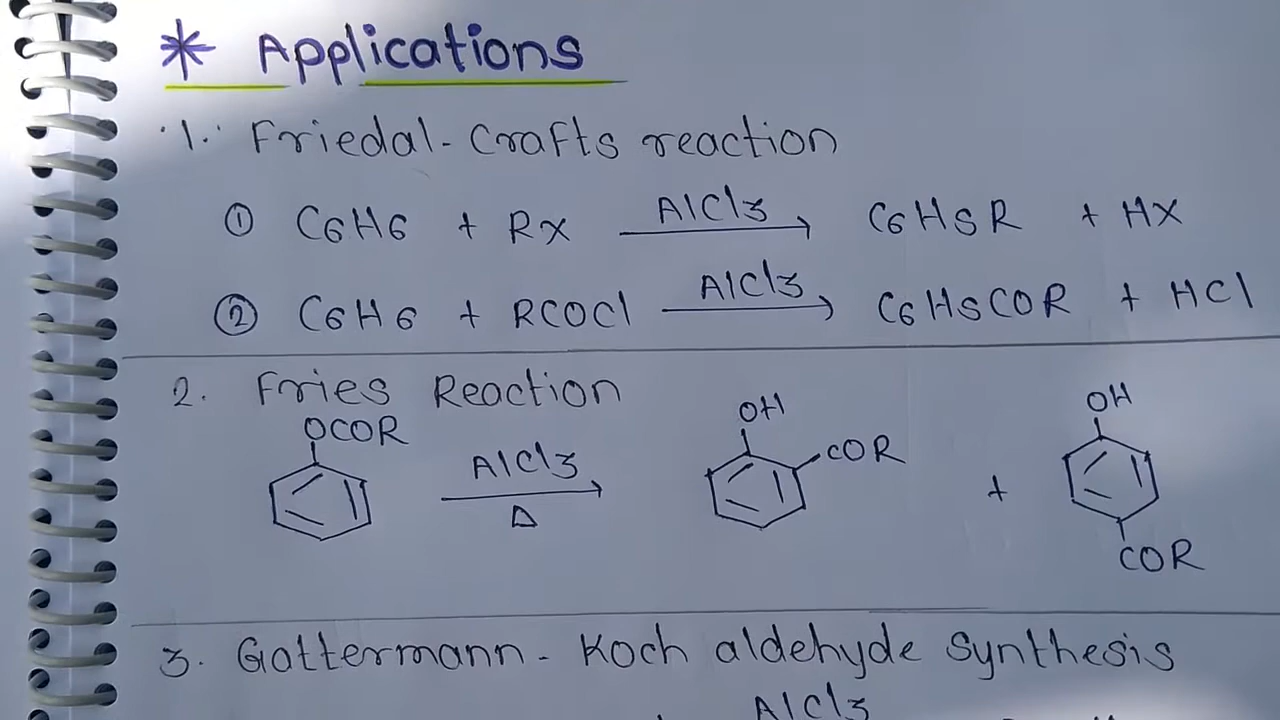 * Applications
1. Friedal-Crafts reaction
① C6H6 + RX AlCl3 → C6H5R + HX
② C6H6 + RCOCl AlCl3 → C6H5COR + HCl
2. Fries Reaction
OCOR AlCl3 → Δ OH COR + OH COR
3. Gattermann-Koch aldehyde synthesis
AlCl3